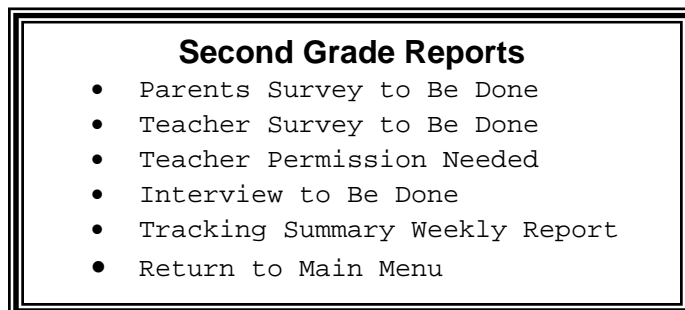 Second Grade Reports
• Parents Survey to Be Done
• Teacher Survey to Be Done
• Teacher Permission Needed
• Interview to Be Done
• Tracking Summary Weekly Report
• Return to Main Menu